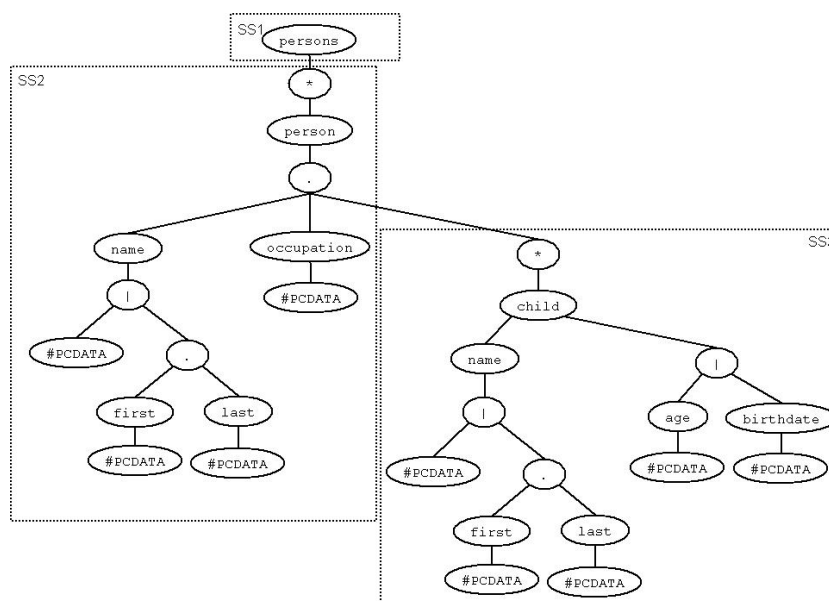 SS1
persons
SS2
*
person
.
name
occupation
SS3
*
|
#PCDATA
child
#PCDATA
.
name
|
first
last
|
age
birthdate
#PCDATA
#PCDATA
#PCDATA
.
#PCDATA
#PCDATA
first
last
#PCDATA
#PCDATA